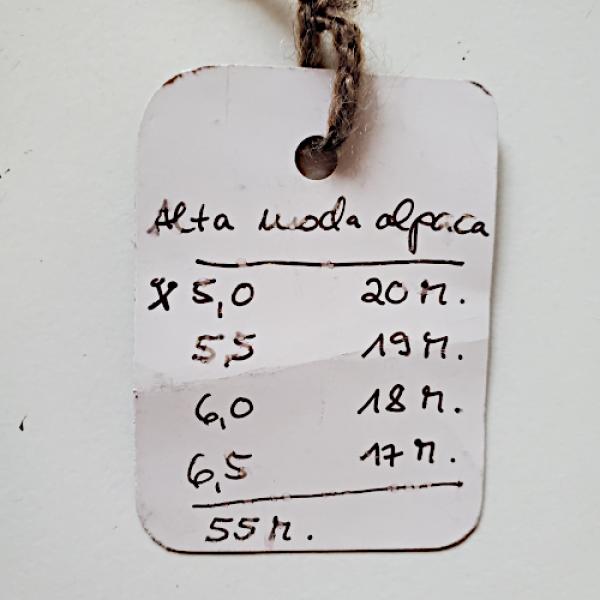 Alta moda alpaca
X 5,0 20 M.
5,5 19 M.
6,0 18 M.
6,5 17 M.
55 M.